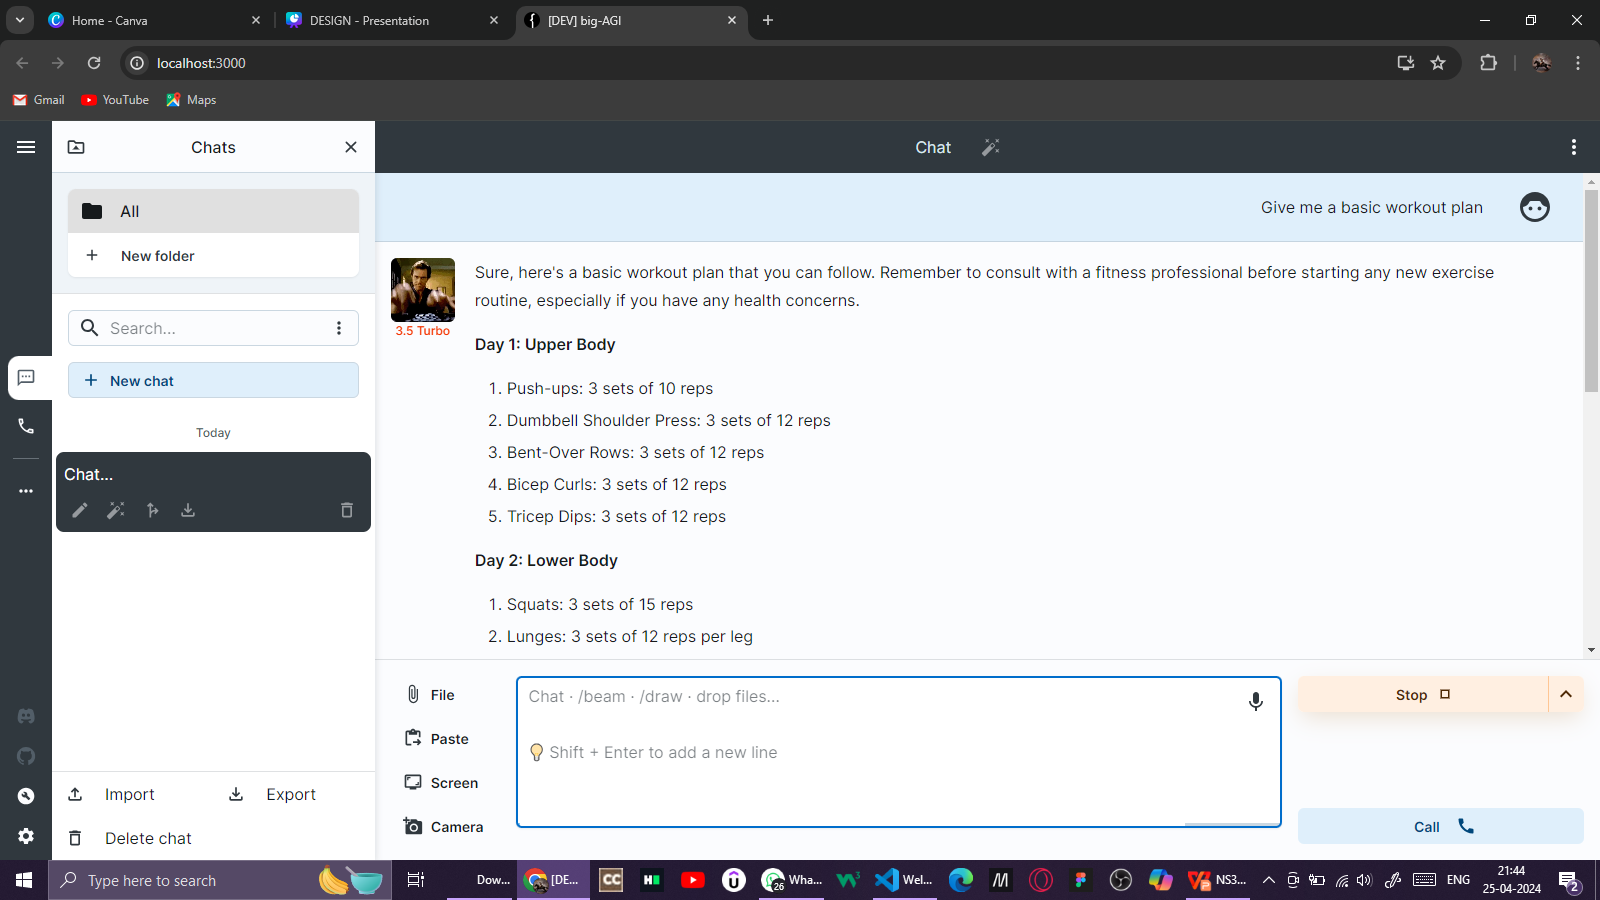 Home - Canva
DESIGN - Presentation
[DEV] big-AGI
localhost:3000
Gmail
YouTube
Maps
Chats
Chat
All
New folder
Search...
New chat
Today
Chat...
Import
Export
Delete chat
Give me a basic workout plan
3.5 Turbo
Sure, here's a basic workout plan that you can follow. Remember to consult with a fitness professional before starting any new exercise
routine, especially if you have any health concerns.
Day 1: Upper Body
1. Push-ups: 3 sets of 10 reps
2. Dumbbell Shoulder Press: 3 sets of 12 reps
3. Bent-Over Rows: 3 sets of 12 reps
4. Bicep Curls: 3 sets of 12 reps
5. Tricep Dips: 3 sets of 12 reps
Day 2: Lower Body
1. Squats: 3 sets of 15 reps
2. Lunges: 3 sets of 12 reps per leg
File
Paste
Screen
Camera
Chat · /beam · /draw · drop files...
Shift + Enter to add a new line
Stop
Call
Type here to search
Dow...
[DE...
CC
26
Wha...
Wel...
NS3...
ENG
21:44
25-04-2024
2